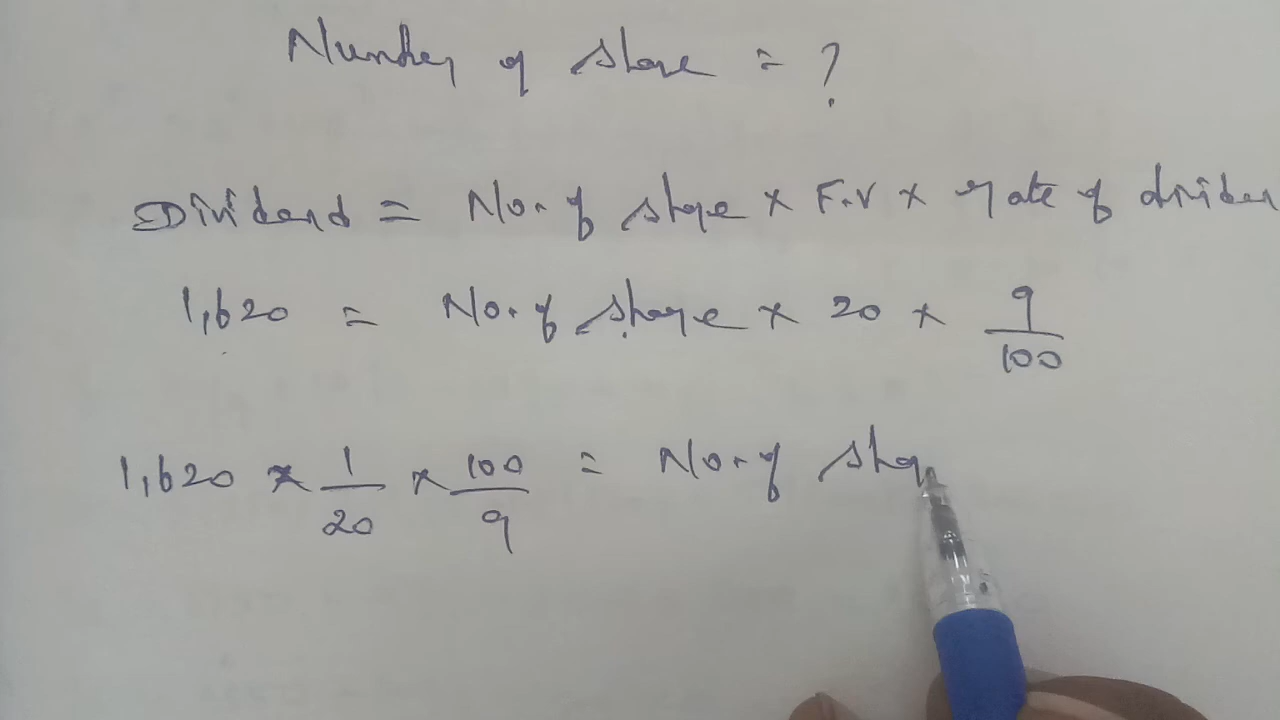 Number of share = ?
Dividend = No. of share × F.V × rate of dividen
1,620 = No. of share × 20 × 9/100
1,620 × 1/20 × 100/9 = No. of sha